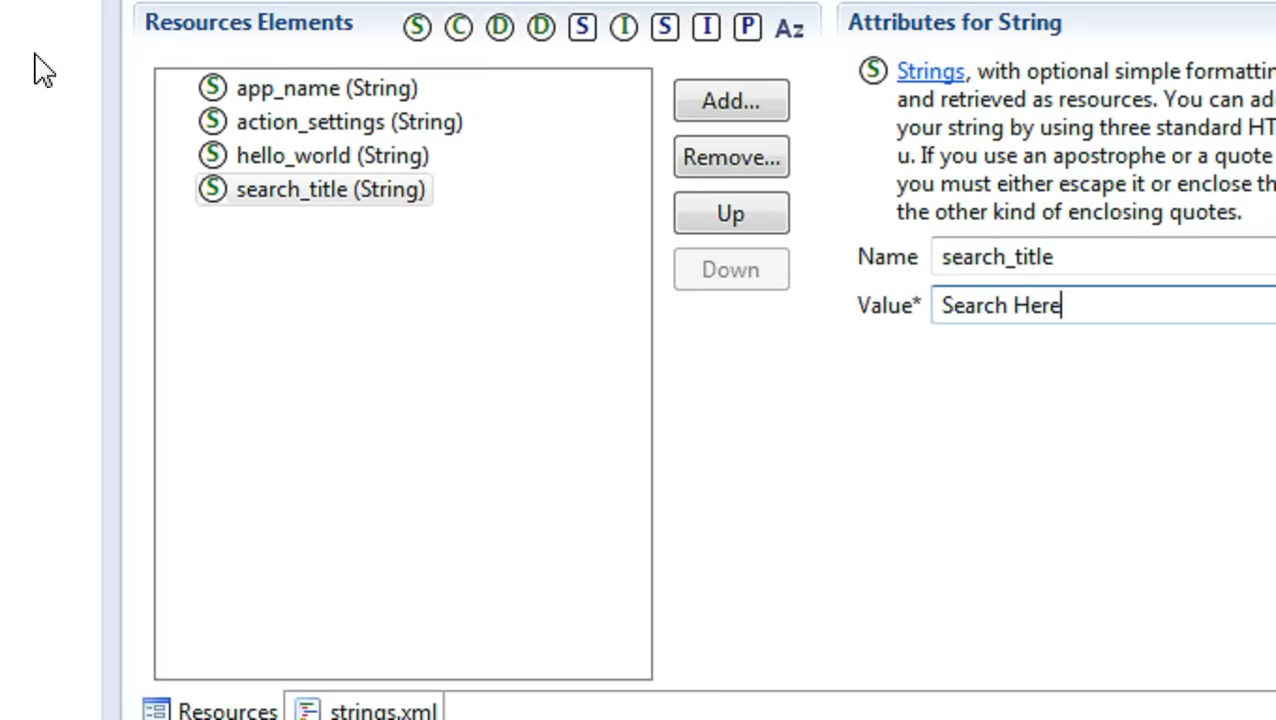 Resources Elements
S C D D S I S I P Az
S app_name (String)
S action_settings (String)
S hello_world (String)
S search_title (String)
Add...
Remove...
Up
Down
Attributes for String
S Strings, with optional simple formattin
and retrieved as resources. You can ad
your string by using three standard HT
u. If you use an apostrophe or a quote
you must either escape it or enclose th
the other kind of enclosing quotes.
Name search_title
Value* Search Here
Resources strings.xml